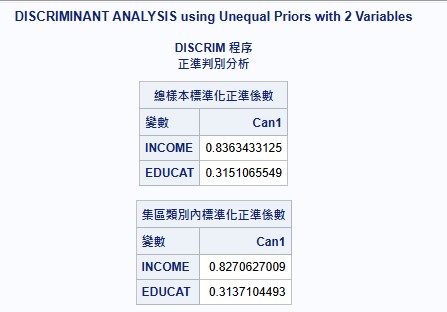 DISCRIMINANT ANALYSIS using Unequal Priors with 2 Variables
DISCRIM 程序
正準判別分析
總樣本標準化正準係數
變數 Can1
INCOME 0.8363433125
EDUCAT 0.3151065549
集區類別內標準化正準係數
變數 Can1
INCOME 0.8270627009
EDUCAT 0.3137104493